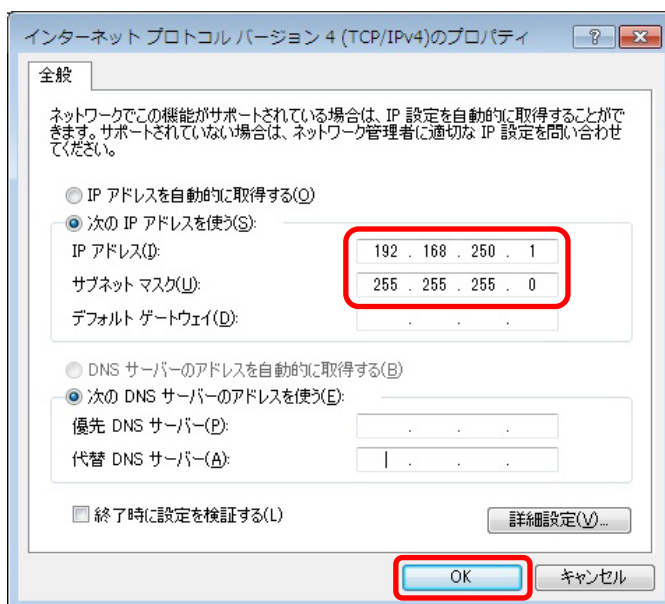 インターネット プロトコル バージョン 4 (TCP/IPv4)のプロパティ
全般
ネットワークでこの機能がサポートされている場合は、IP 設定を自動的に取得することがで
きます。サポートされていない場合は、ネットワーク管理者に適切な IP 設定を問い合わせ
てください。
IP アドレスを自動的に取得する(O)
次の IP アドレスを使う(S):
IP アドレス(I): 192 . 168 . 250 . 1
サブネット マスク(U): 255 . 255 . 255 . 0
デフォルト ゲートウェイ(D): . . .
DNS サーバーのアドレスを自動的に取得する(B)
次の DNS サーバーのアドレスを使う(E):
優先 DNS サーバー(P): . . .
代替 DNS サーバー(A): . . .
終了時に設定を検証する(L)
詳細設定(V)...
OK キャンセル